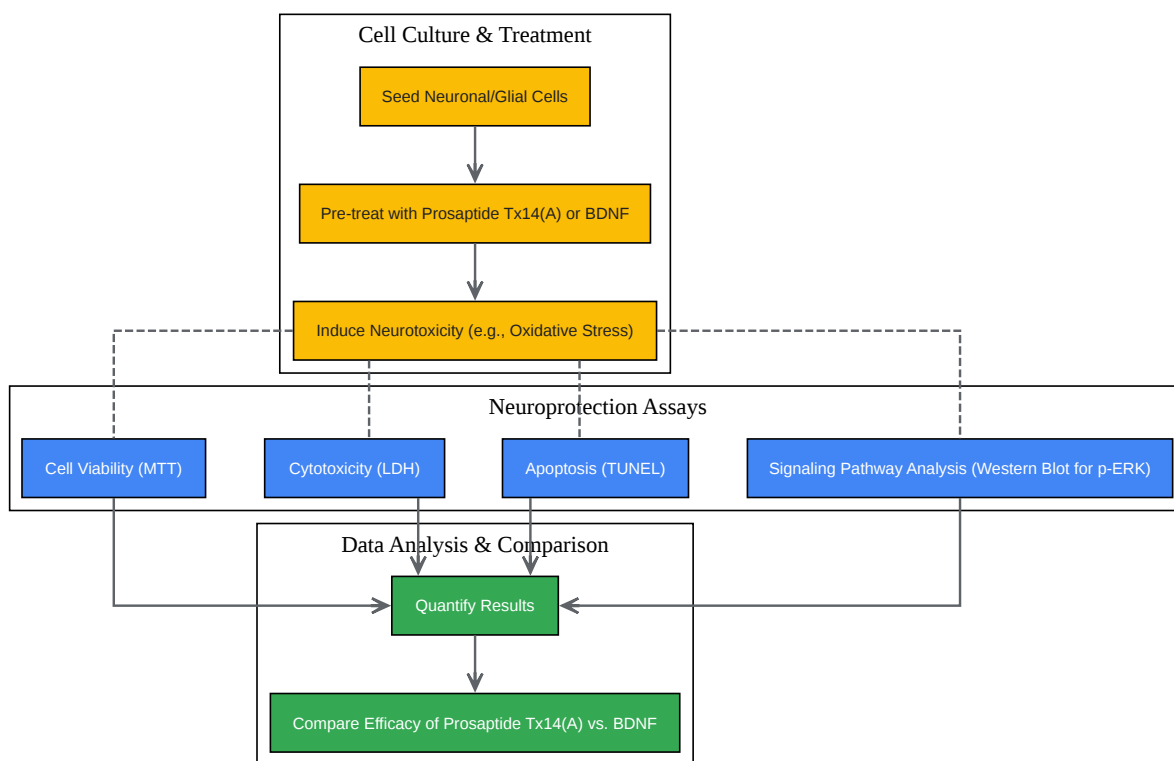 Cell Culture & Treatment
Seed Neuronal/Glial Cells
Pre-treat with Prosaptide Tx14(A) or BDNF
Induce Neurotoxicity (e.g., Oxidative Stress)
Neuroprotection Assays
Cell Viability (MTT)
Cytotoxicity (LDH)
Apoptosis (TUNEL)
Signaling Pathway Analysis (Western Blot for p-ERK)
Data Analysis & Comparison
Quantify Results
Compare Efficacy of Prosaptide Tx14(A) vs. BDNF